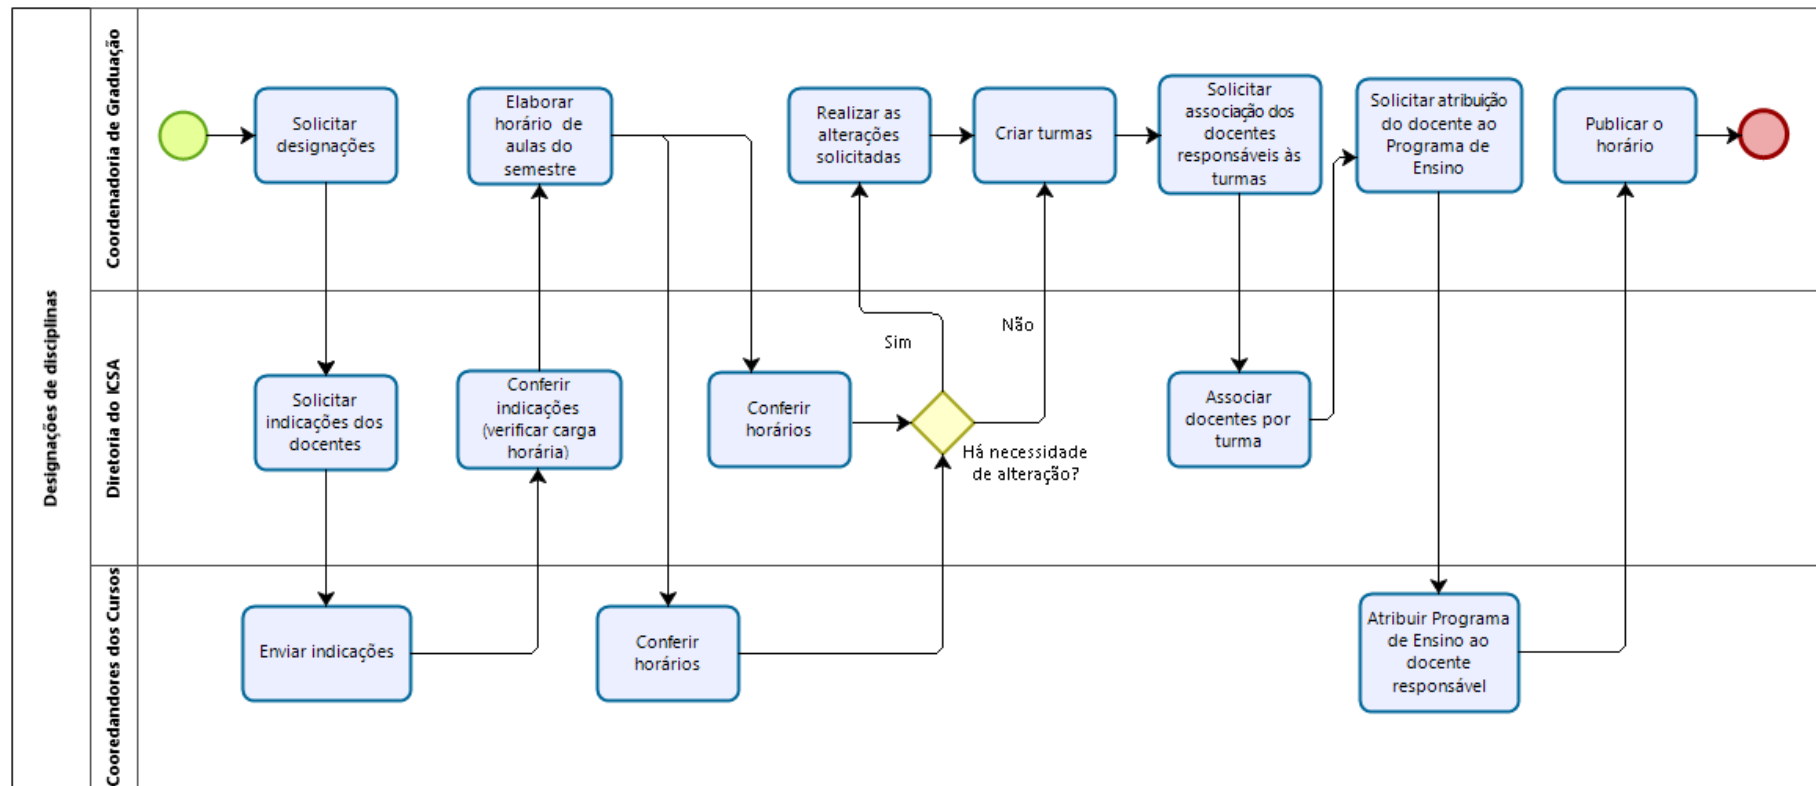 Designações de disciplinas
Coordenadoria de Graduação
Solicitar
designações
Elaborar
horário de
aulas do
semestre
Realizar as
alterações
solicitadas
Criar turmas
Solicitar
associação dos
docentes
responsáveis às
turmas
Solicitar atribuição
do docente ao
Programa de
Ensino
Publicar o
horário
Diretoria do ICSA
Solicitar
indicações dos
docentes
Conferir
indicações
(verificar carga
horária)
Conferir
horários
Sim
Não
Há necessidade
de alteração?
Associar
docentes por
turma
Cooredandores dos Cursos
Enviar indicações
Conferir
horários
Atribuir Programa
de Ensino ao
docente
responsável